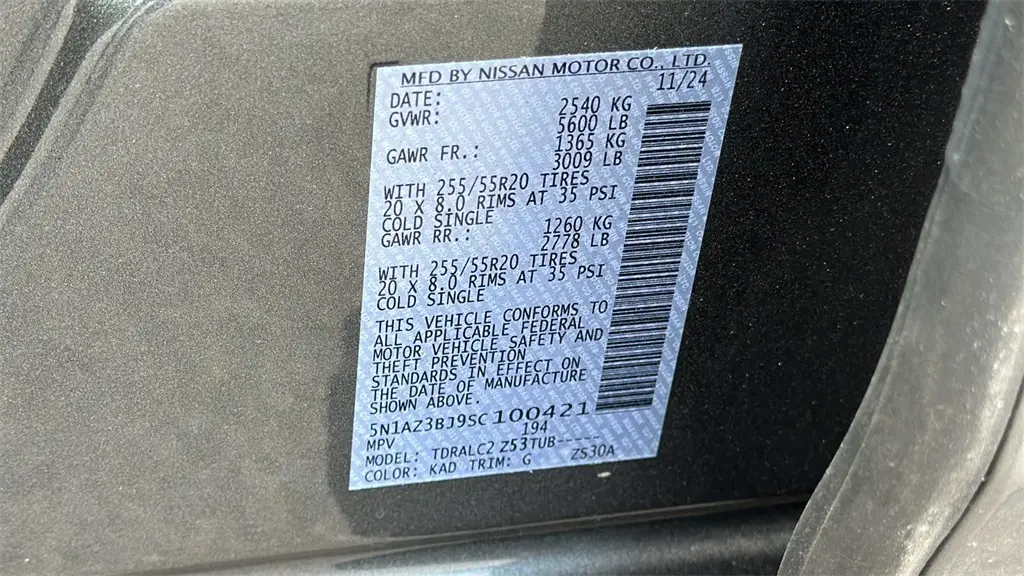 MFD BY NISSAN MOTOR CO., LTD.
DATE: 11/24
GVWR: 2540 KG
5600 LB
GAWR FR.: 1365 KG
3009 LB
WITH 255/55R20 TIRES
20 X 8.0 RIMS AT 35 PSI
COLD SINGLE
GAWR RR.: 1260 KG
2778 LB
WITH 255/55R20 TIRES
20 X 8.0 RIMS AT 35 PSI
COLD SINGLE
THIS VEHICLE CONFORMS TO
ALL APPLICABLE FEDERAL
MOTOR VEHICLE SAFETY AND
THEFT PREVENTION
STANDARDS IN EFFECT ON
THE DATE OF MANUFACTURE
SHOWN ABOVE.
5N1AZ3BJ9SC100421
MPV 194
MODEL: TDRALC2 Z53TUB-----
COLOR: KAD TRIM: G ZS30A